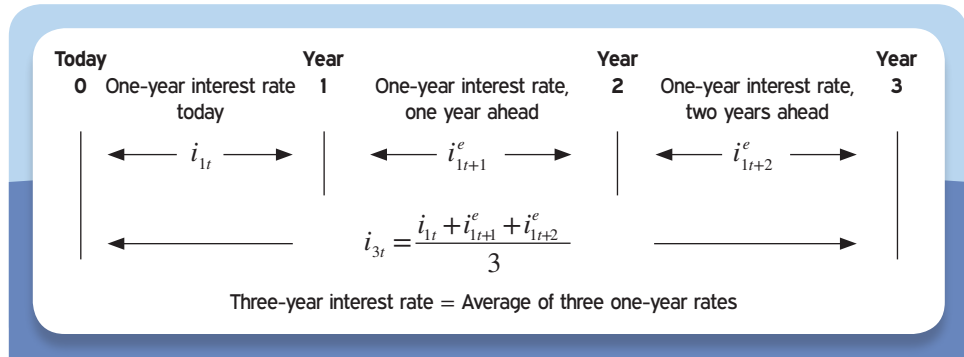 Today Year Year Year
0 One-year interest rate 1 One-year interest rate, 2 One-year interest rate, 3
today one year ahead two years ahead
i_{1t} i^e_{1t+1} i^e_{1t+2}
i_{3t} = \frac{i_{1t} + i^e_{1t+1} + i^e_{1t+2}}{3}
Three-year interest rate = Average of three one-year rates